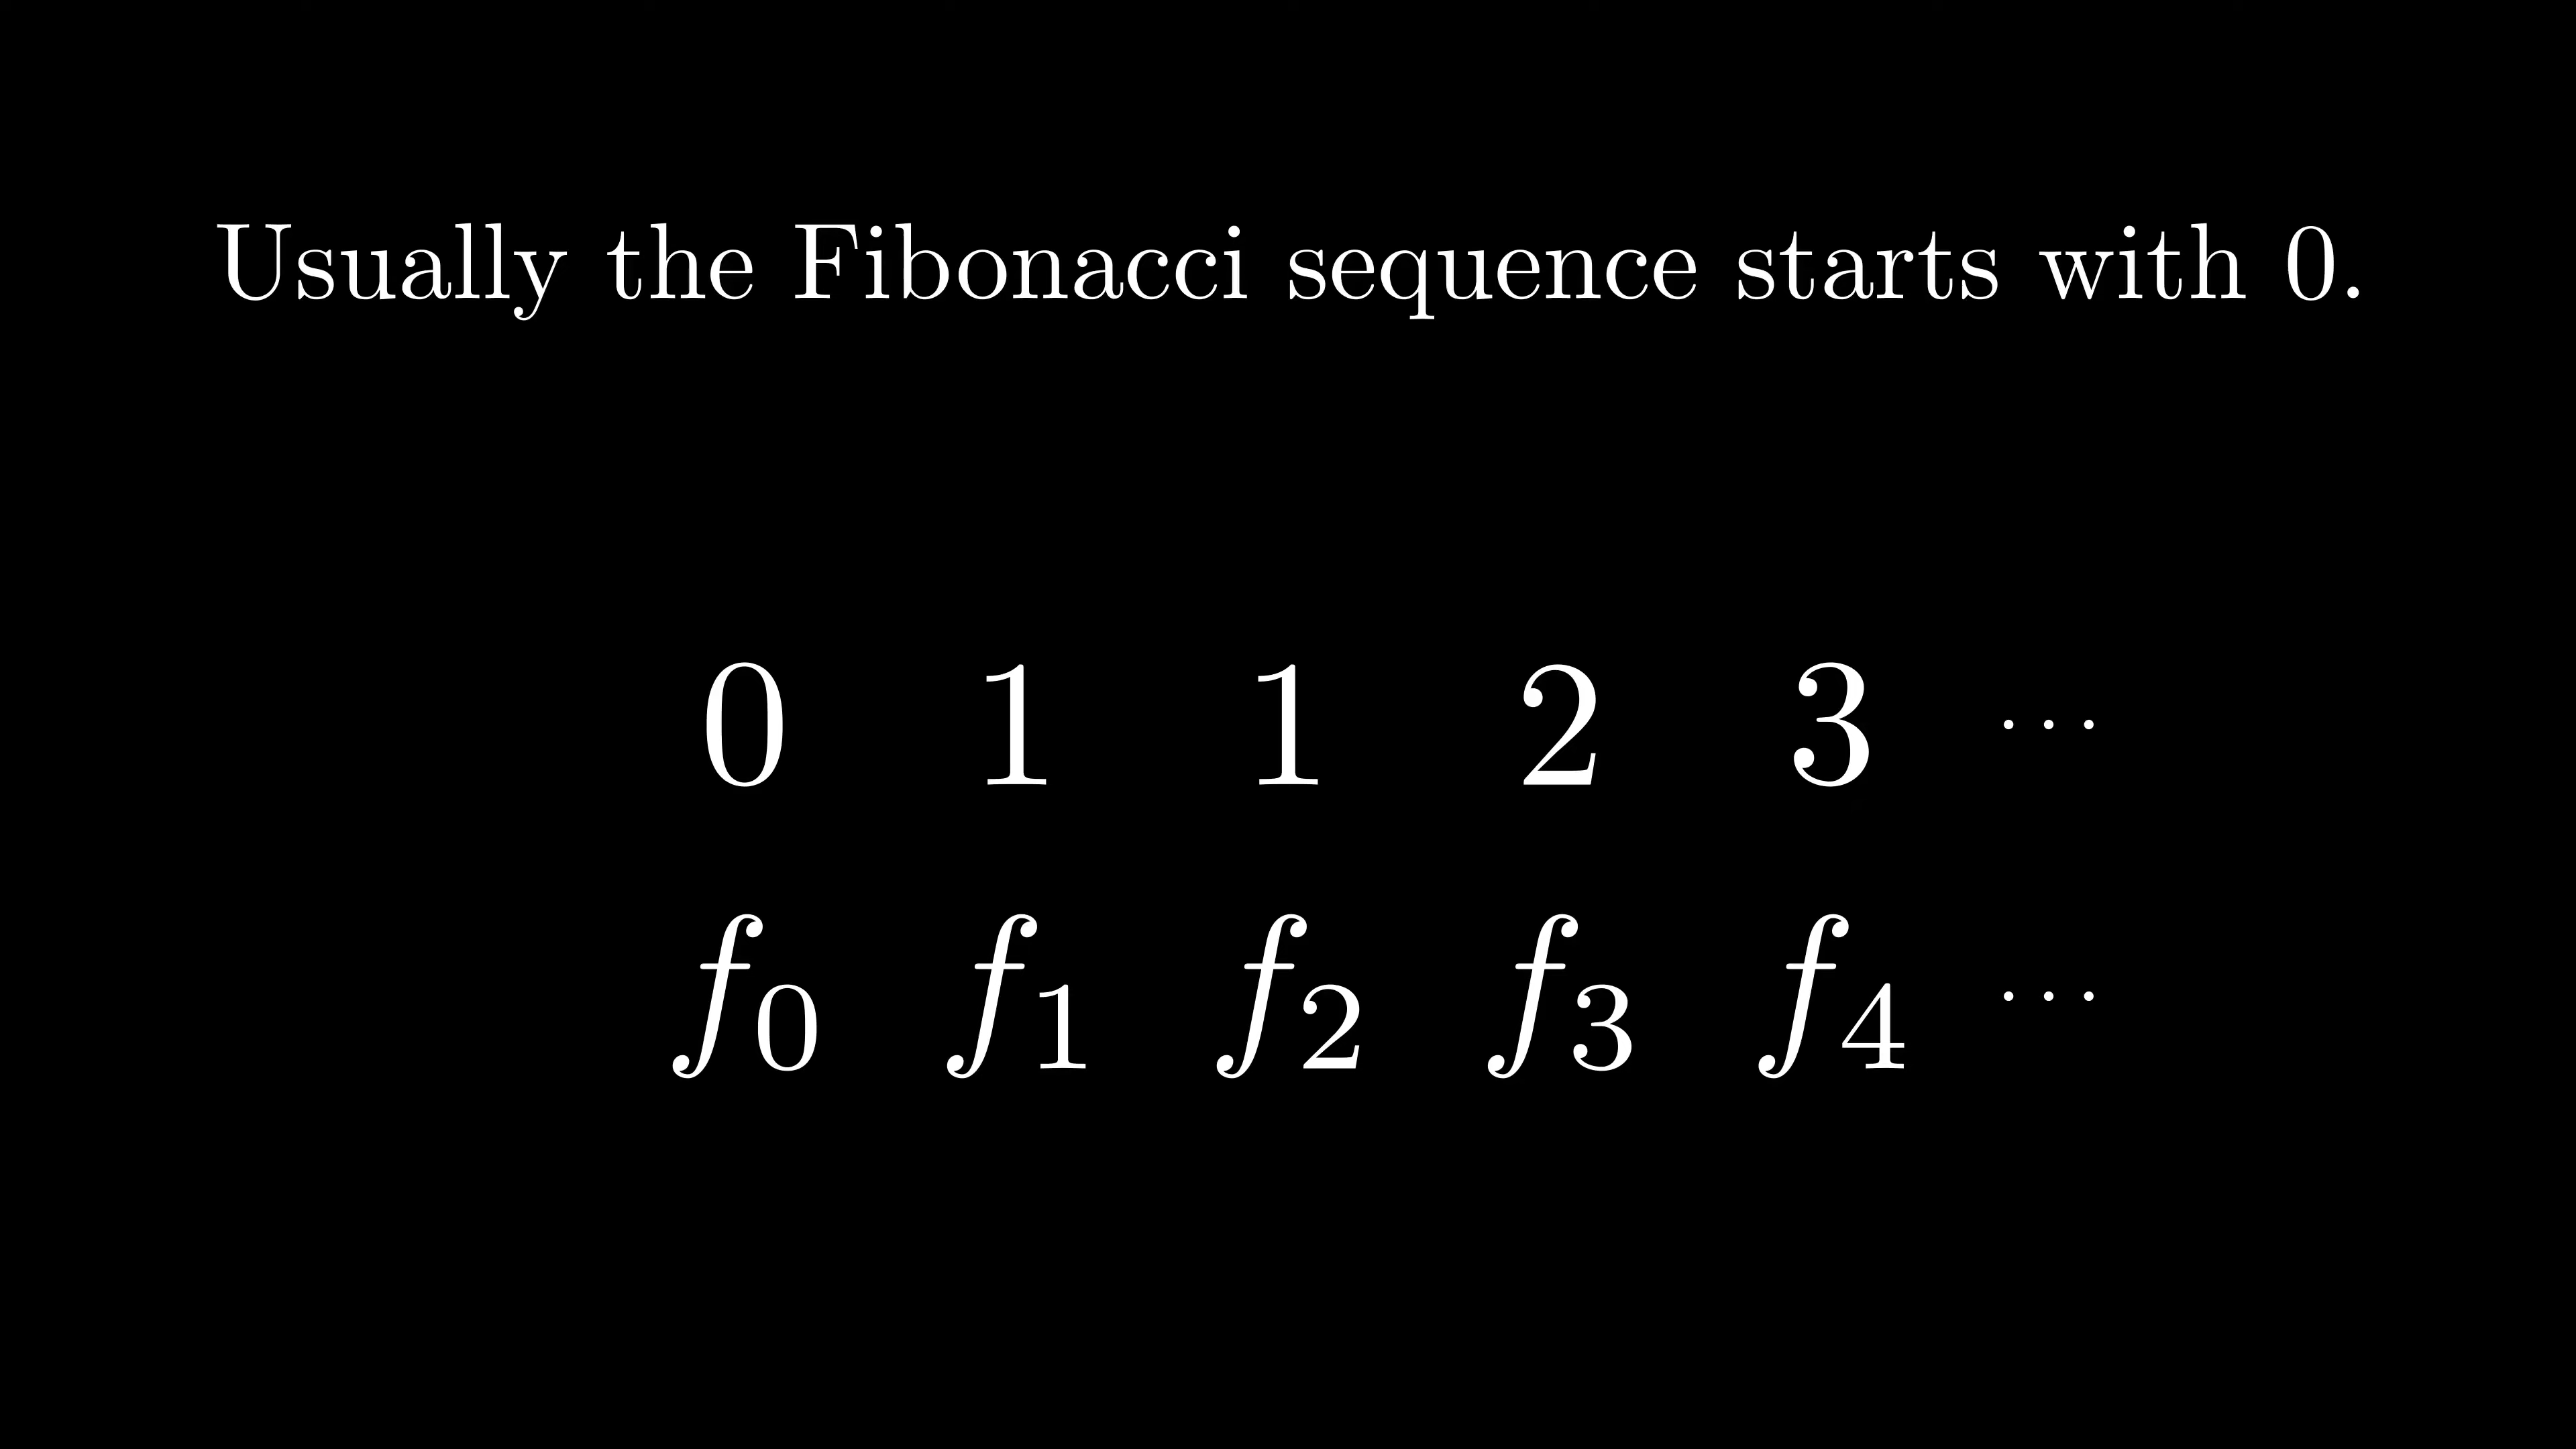 Usually the Fibonacci sequence starts with 0.
0 1 1 2 3 ⋯
f₀ f₁ f₂ f₃ f₄ ⋯